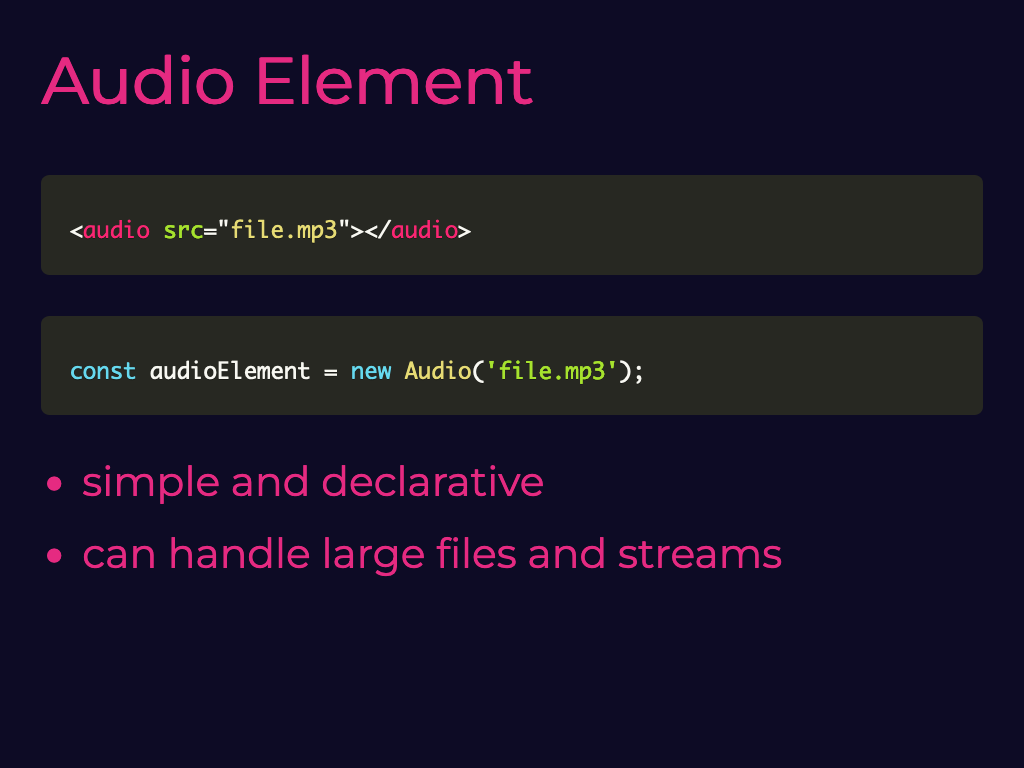 Audio Element
<audio src="file.mp3"></audio>
const audioElement = new Audio('file.mp3');
• simple and declarative
• can handle large files and streams